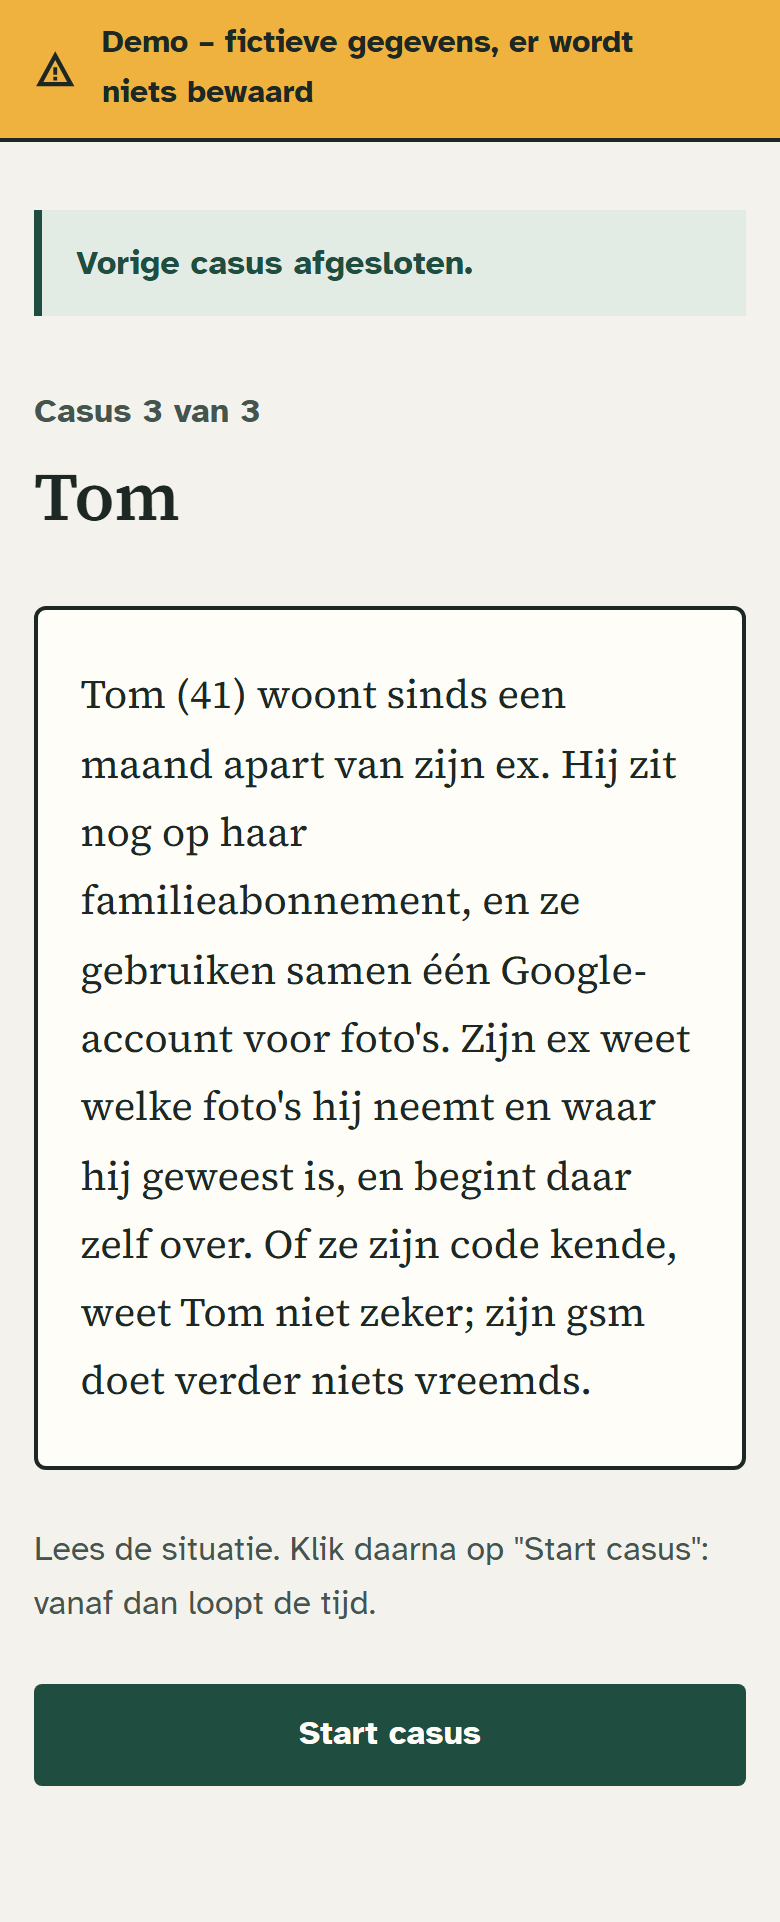 Demo – fictieve gegevens, er wordt
niets bewaard
Vorige casus afgesloten.
Casus 3 van 3
Tom
Tom (41) woont sinds een
maand apart van zijn ex. Hij zit
nog op haar
familieabonnement, en ze
gebruiken samen één Google-
account voor foto's. Zijn ex weet
welke foto's hij neemt en waar
hij geweest is, en begint daar
zelf over. Of ze zijn code kende,
weet Tom niet zeker; zijn gsm
doet verder niets vreemds.
Lees de situatie. Klik daarna op "Start casus":
vanaf dan loopt de tijd.
Start casus